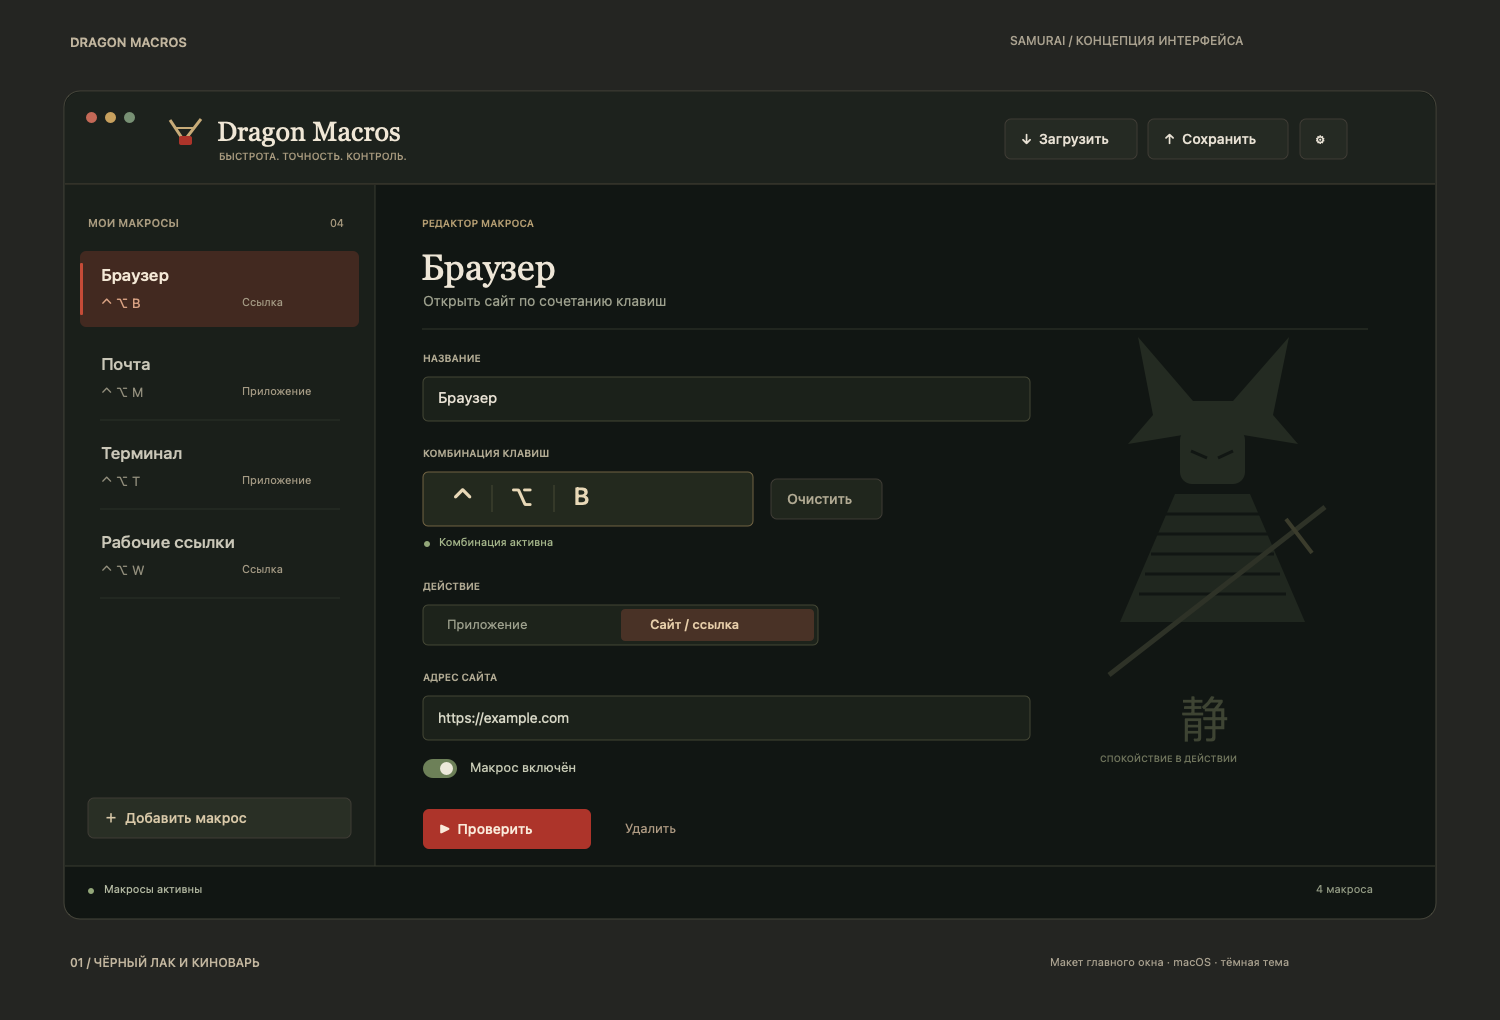 DRAGON MACROS
SAMURAI / КОНЦЕПЦИЯ ИНТЕРФЕЙСА
Dragon Macros
БЫСТРОТА. ТОЧНОСТЬ. КОНТРОЛЬ.
↓ Загрузить
↑ Сохранить
⚙
МОИ МАКРОСЫ 04
Браузер
⌃ ⌥ B Ссылка
Почта
⌃ ⌥ M Приложение
Терминал
⌃ ⌥ T Приложение
Рабочие ссылки
⌃ ⌥ W Ссылка
+ Добавить макрос
РЕДАКТОР МАКРОСА
Браузер
Открыть сайт по сочетанию клавиш
НАЗВАНИЕ
Браузер
КОМБИНАЦИЯ КЛАВИШ
⌃ ⌥ B
Очистить
Комбинация активна
ДЕЙСТВИЕ
Приложение
Сайт / ссылка
АДРЕС САЙТА
https://example.com
Макрос включён
▶ Проверить
Удалить
静
СПОКОЙСТВИЕ В ДЕЙСТВИИ
Макросы активны
4 макроса
01 / ЧЁРНЫЙ ЛАК И КИНОВАРЬ
Макет главного окна · macOS · тёмная тема